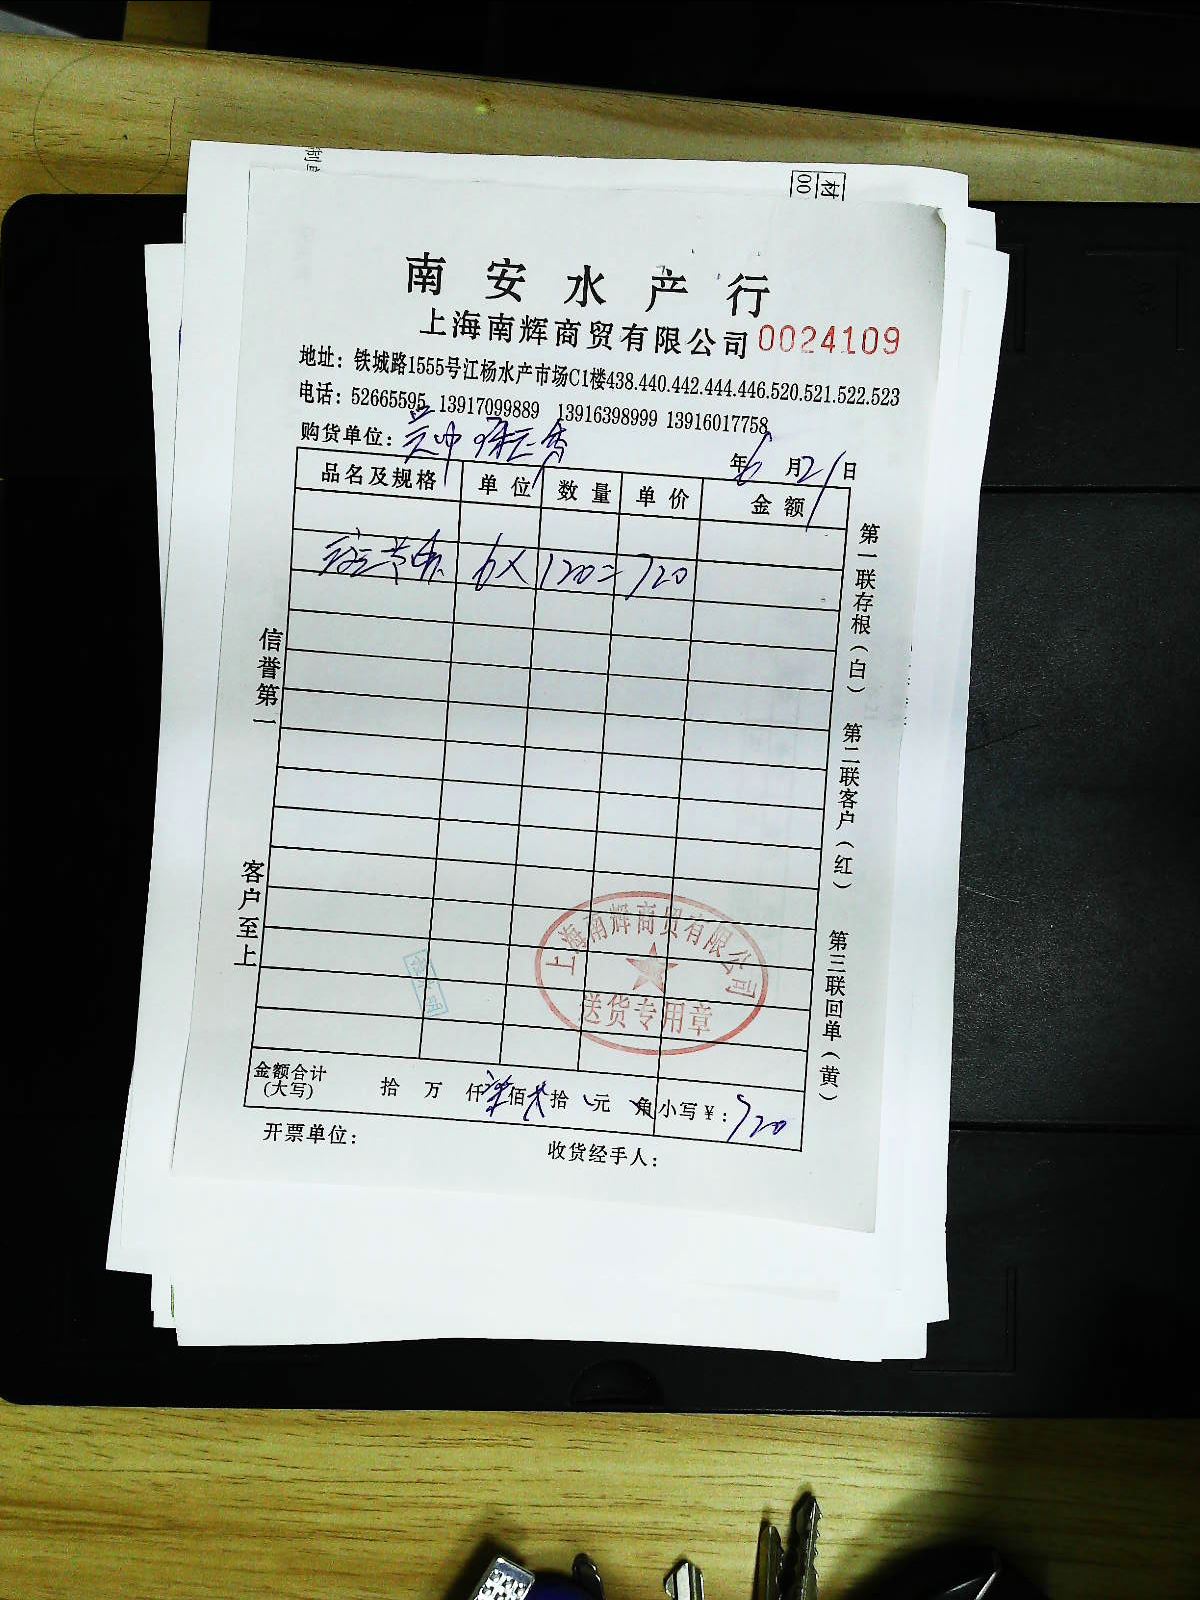 南安水产行
上海南辉商贸有限公司 0024109
地址：铁城路1555号江杨水产市场C1楼438.440.442.444.446.520.521.522.523
电话：52665595 13917099889 13916398999 13916017758
购货单位：
年6月21日
品名及规格 单位 数量 单价 金额
6× 120= 720
金额合计 拾万仟柒佰贰拾元角 小写￥：720
(大写)
开票单位： 收货经手人：
信誉第一
客户至上
第一联存根（白）
第二联客户（红）
第三联回单（黄）
上海南辉商贸有限公司
送货专用章
材
00